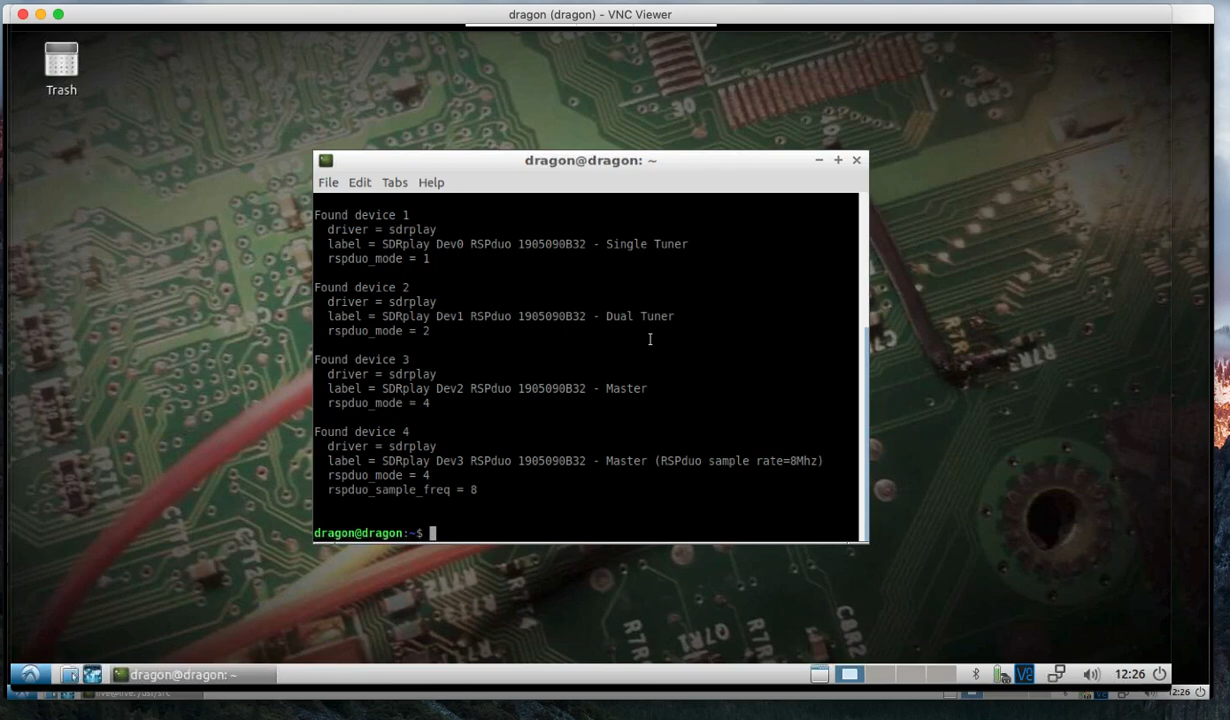 dragon (dragon) - VNC Viewer
Trash
dragon@dragon: ~
File Edit Tabs Help
Found device 1
driver = sdrplay
label = SDRplay Dev0 RSPduo 1905090B32 - Single Tuner
rspduo_mode = 1
Found device 2
driver = sdrplay
label = SDRplay Dev1 RSPduo 1905090B32 - Dual Tuner
rspduo_mode = 2
Found device 3
driver = sdrplay
label = SDRplay Dev2 RSPduo 1905090B32 - Master
rspduo_mode = 4
Found device 4
driver = sdrplay
label = SDRplay Dev3 RSPduo 1905090B32 - Master (RSPduo sample rate=8Mhz)
rspduo_mode = 4
rspduo_sample_freq = 8
dragon@dragon:~$
dragon@dragon: ~
12:26